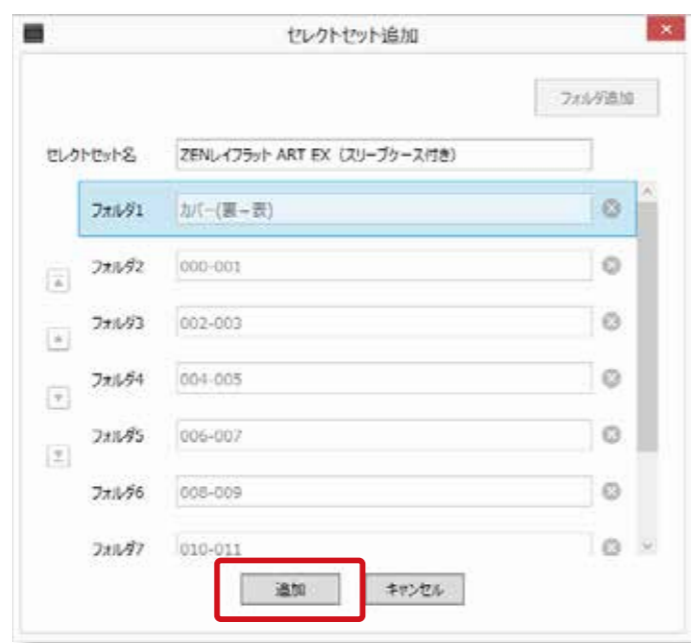 セレクトセット追加
フォルダ追加
セレクトセット名 ZENレイフラット ART EX（スリーブケース付き）
フォルダ1 カバー(裏－表)
フォルダ2 000-001
フォルダ3 002-003
フォルダ4 004-005
フォルダ5 006-007
フォルダ6 008-009
フォルダ7 010-011
追加 キャンセル